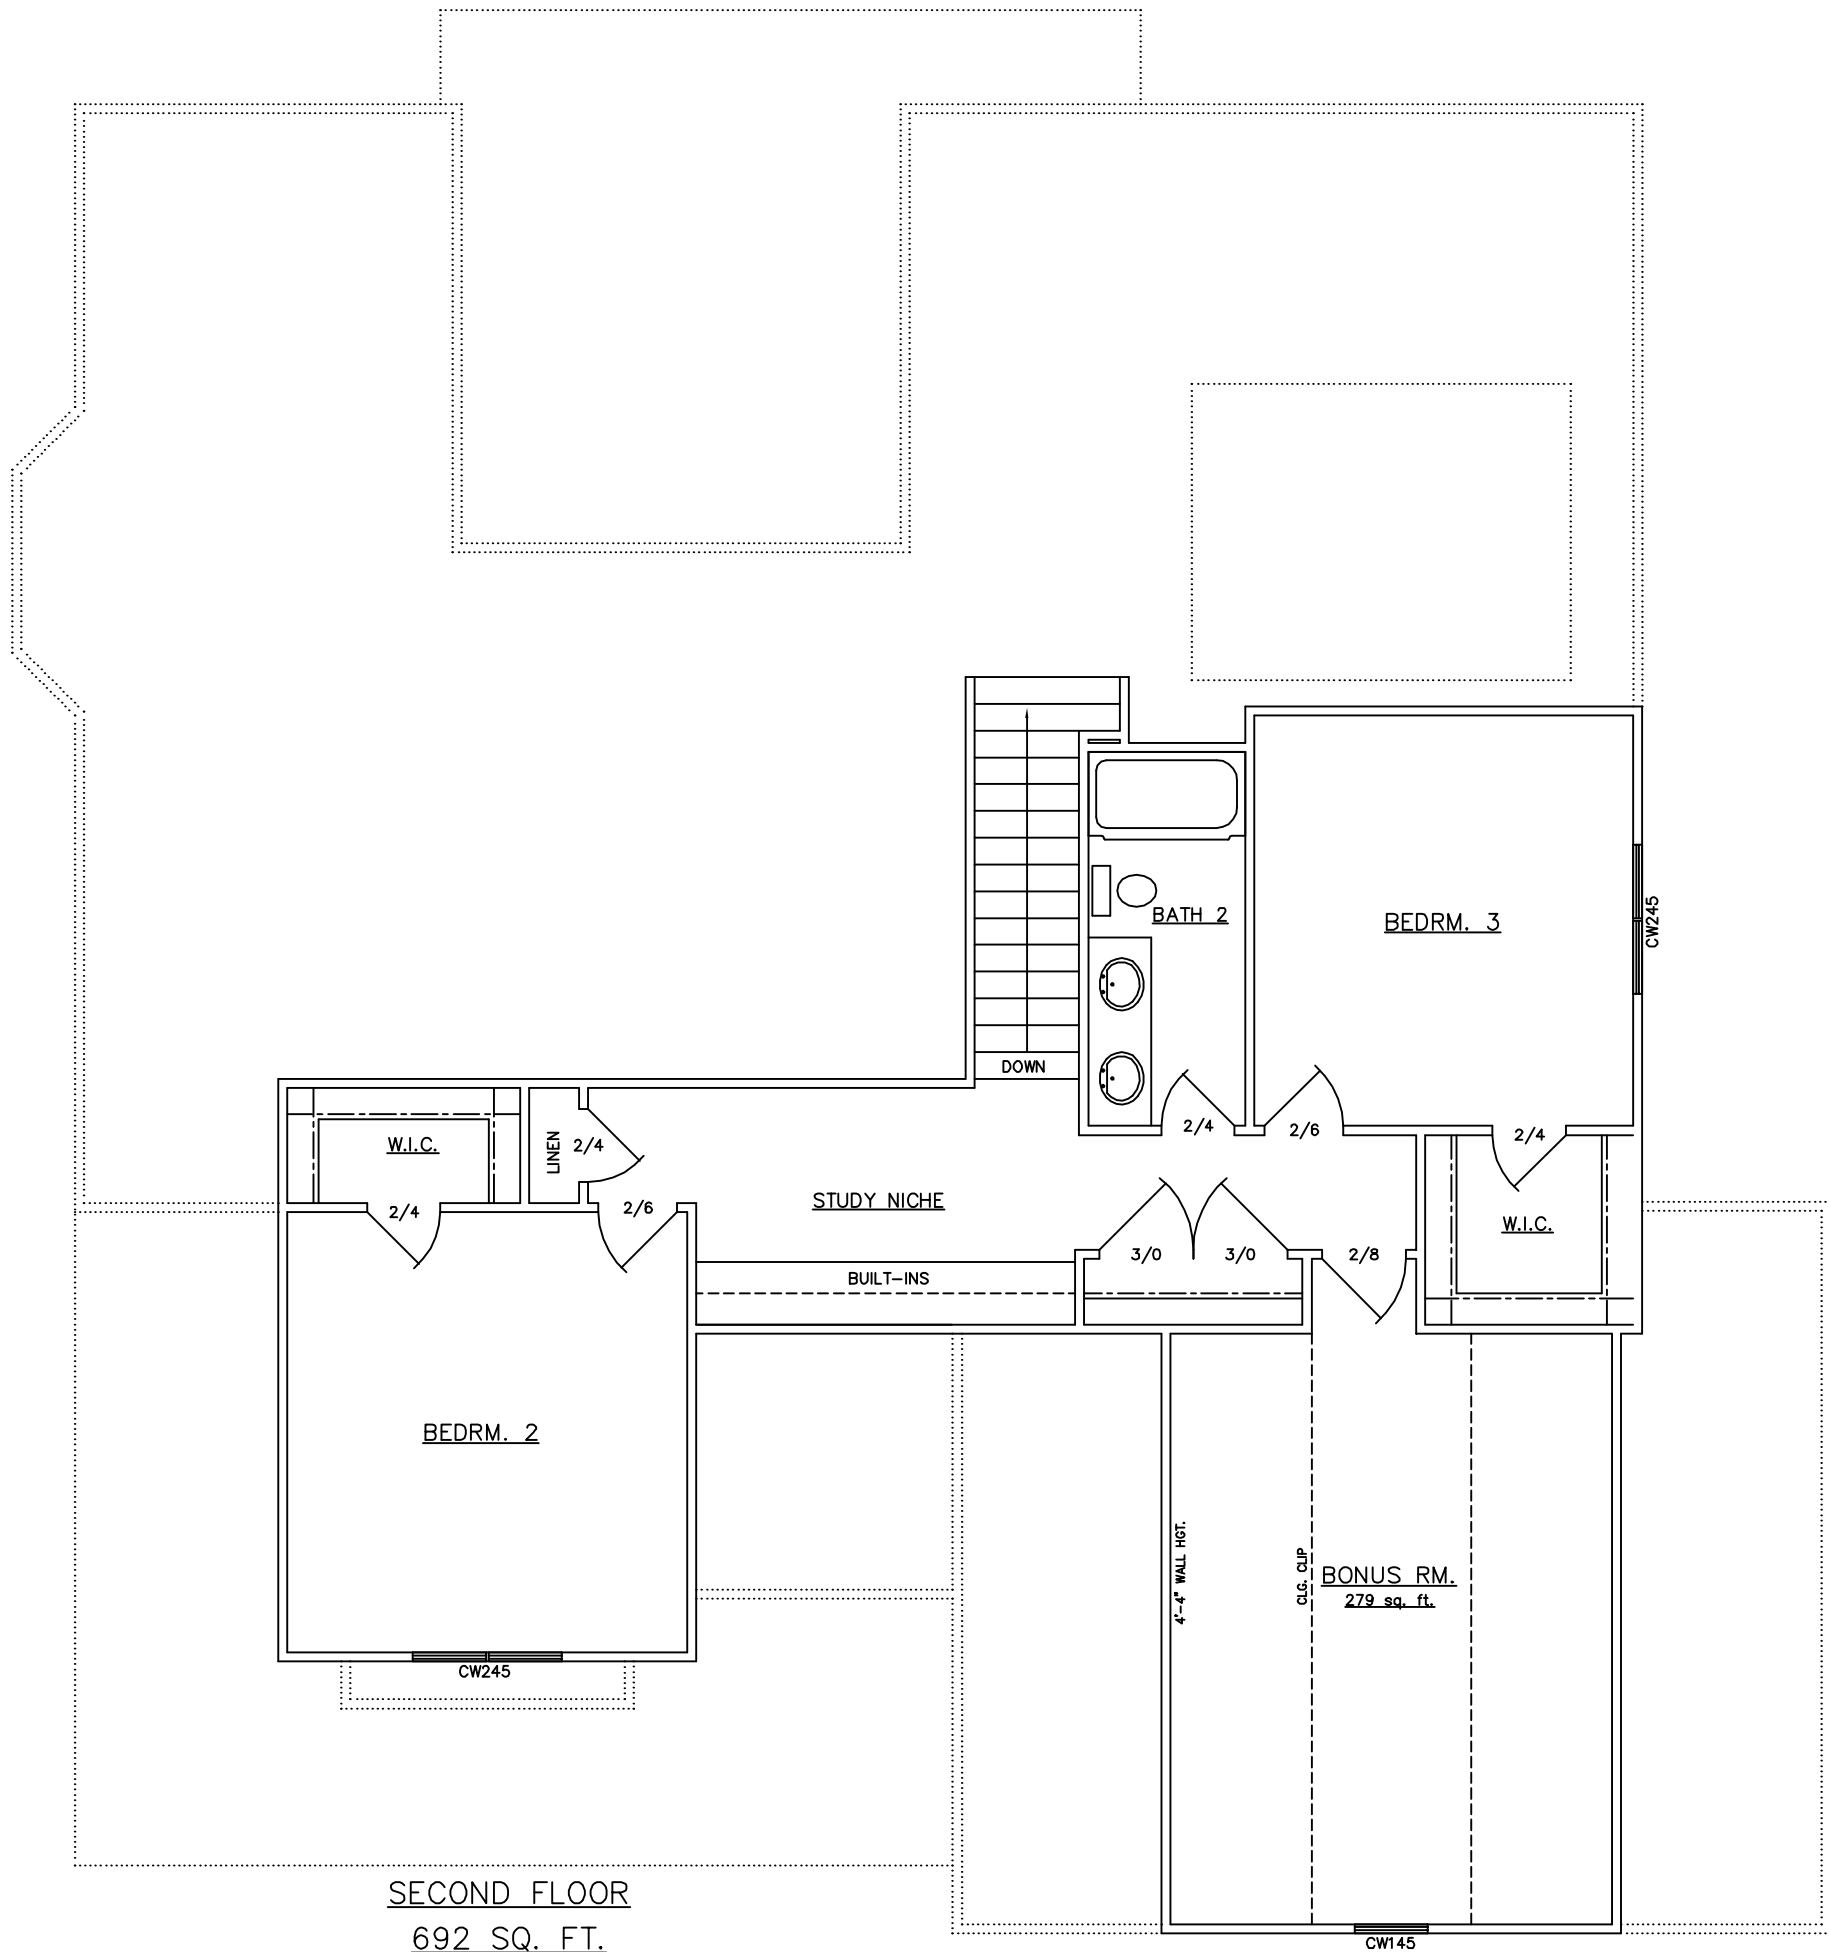 BATH 2
BEDRM. 3
CW245
DOWN
W.I.C.
LINEN
2/4
2/4
2/6
2/4
2/4
2/6
STUDY NICHE
W.I.C.
3/0
3/0
2/8
BUILT-INS
BEDRM. 2
4'-4" WALL HGT.
CLG. CLIP
BONUS RM.
279 sq. ft.
CW245
SECOND FLOOR
692 SQ. FT.
CW145